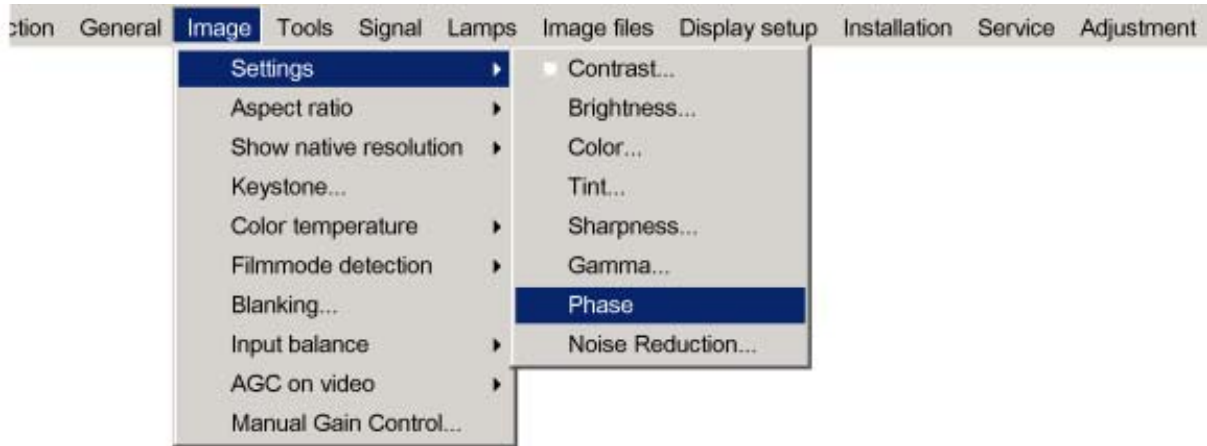 ction General Image Tools Signal Lamps Image files Display setup Installation Service Adjustment
Settings
Aspect ratio
Show native resolution
Keystone...
Color temperature
Filmmode detection
Blanking...
Input balance
AGC on video
Manual Gain Control...
Contrast...
Brightness...
Color...
Tint...
Sharpness...
Gamma...
Phase
Noise Reduction...